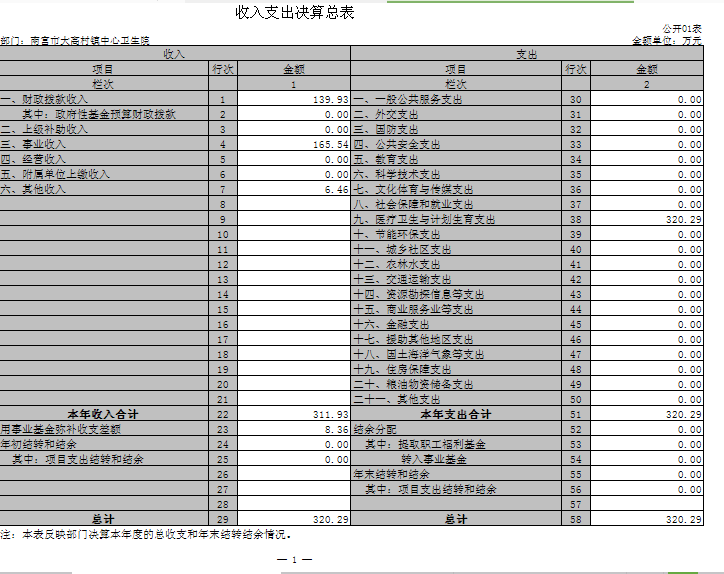 收入支出决算总表
公开01表
部门：南宫市大高村镇中心卫生院 金额单位：万元
收入 支出
项目 行次 金额 项目 行次 金额
栏次 1 栏次 2
一、财政拨款收入 1 139.93 一、一般公共服务支出 30 0.00
其中：政府性基金预算财政拨款 2 0.00 二、外交支出 31 0.00
二、上级补助收入 3 0.00 三、国防支出 32 0.00
三、事业收入 4 165.54 四、公共安全支出 33 0.00
四、经营收入 5 0.00 五、教育支出 34 0.00
五、附属单位上缴收入 6 0.00 六、科学技术支出 35 0.00
六、其他收入 7 6.46 七、文化体育与传媒支出 36 0.00
8 八、社会保障和就业支出 37 0.00
9 九、医疗卫生与计划生育支出 38 320.29
10 十、节能环保支出 39 0.00
11 十一、城乡社区支出 40 0.00
12 十二、农林水支出 41 0.00
13 十三、交通运输支出 42 0.00
14 十四、资源勘探信息等支出 43 0.00
15 十五、商业服务业等支出 44 0.00
16 十六、金融支出 45 0.00
17 十七、援助其他地区支出 46 0.00
18 十八、国土海洋气象等支出 47 0.00
19 十九、住房保障支出 48 0.00
20 二十、粮油物资储备支出 49 0.00
21 二十一、其他支出 50 0.00
本年收入合计 22 311.93 本年支出合计 51 320.29
用事业基金弥补收支差额 23 8.36 结余分配 52 0.00
年初结转和结余 24 0.00 其中：提取职工福利基金 53 0.00
其中：项目支出结转和结余 25 0.00 转入事业基金 54 0.00
26 年末结转和结余 55 0.00
27 其中：项目支出结转和结余 56 0.00
28 57
总计 29 320.29 总计 58 320.29
注：本表反映部门决算本年度的总收支和年末结转结余情况。
— 1 —